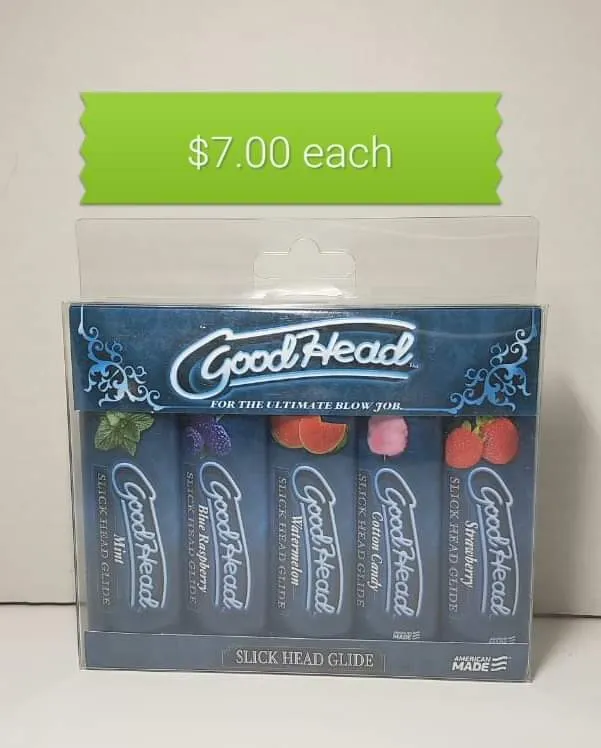 $7.00 each
GoodHead
FOR THE ULTIMATE BLOW JOB...
GoodHead
Mint
SLICK HEAD GLIDE
GoodHead
Blue Raspberry
SLICK HEAD GLIDE
GoodHead
Watermelon
SLICK HEAD GLIDE
GoodHead
Cotton Candy
SLICK HEAD GLIDE
GoodHead
Strawberry
SLICK HEAD GLIDE
SLICK HEAD GLIDE
AMERICAN
MADE